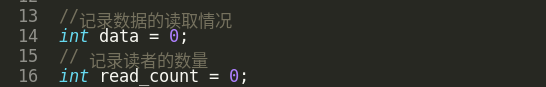 13 //记录数据的读取情况
14 int data = 0;
15 // 记录读者的数量
16 int read_count = 0;